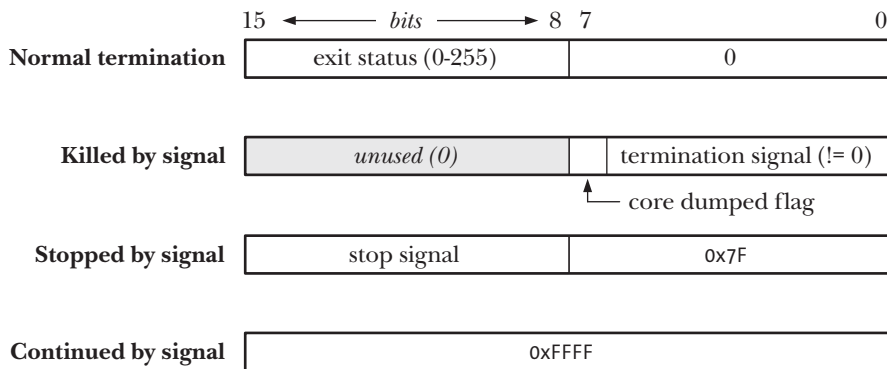 15 bits 8 7 0
Normal termination exit status (0-255) 0
Killed by signal unused (0) termination signal (!= 0)
core dumped flag
Stopped by signal stop signal 0x7F
Continued by signal 0xFFFF